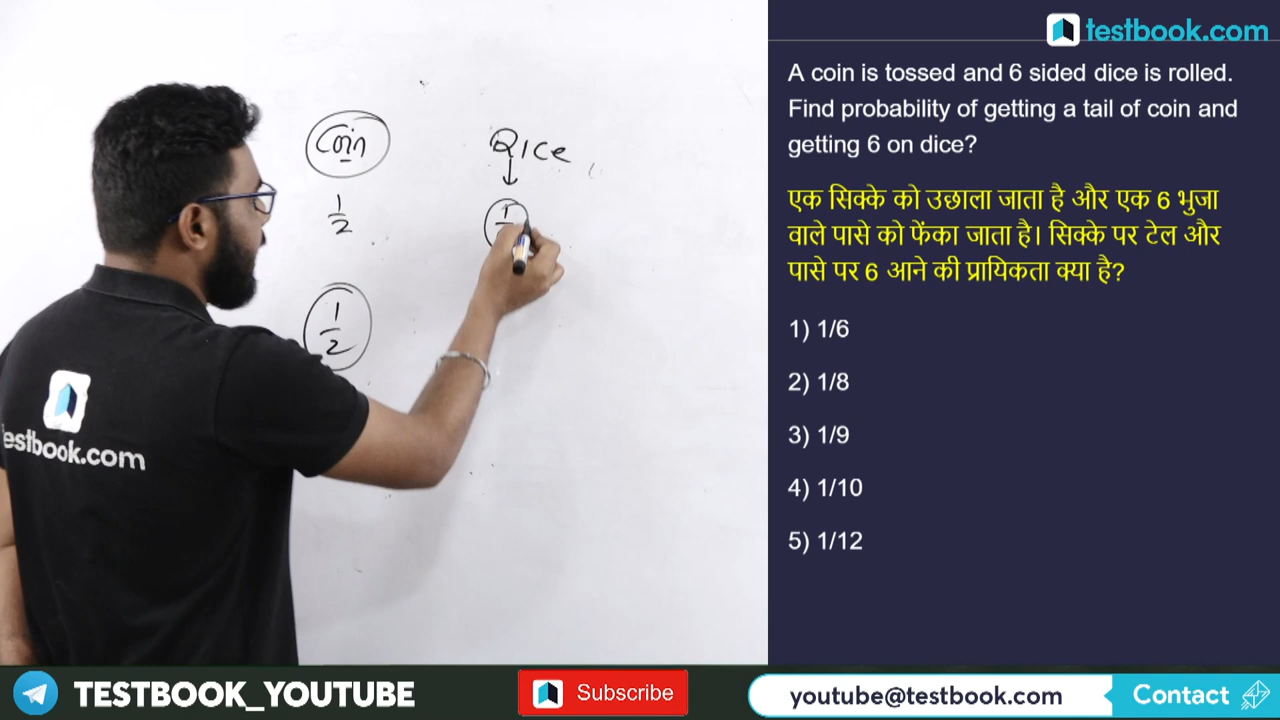 testbook.com
A coin is tossed and 6 sided dice is rolled.
Find probability of getting a tail of coin and
getting 6 on dice?
एक सिक्के को उछाला जाता है और एक 6 भुजा
वाले पासे को फेंका जाता है। सिक्के पर टेल और
पासे पर 6 आने की प्रायिकता क्या है?
1) 1/6
2) 1/8
3) 1/9
4) 1/10
5) 1/12
Coin
Dice
1
2
1
1
2
testbook.com
TESTBOOK_YOUTUBE
Subscribe
youtube@testbook.com
Contact